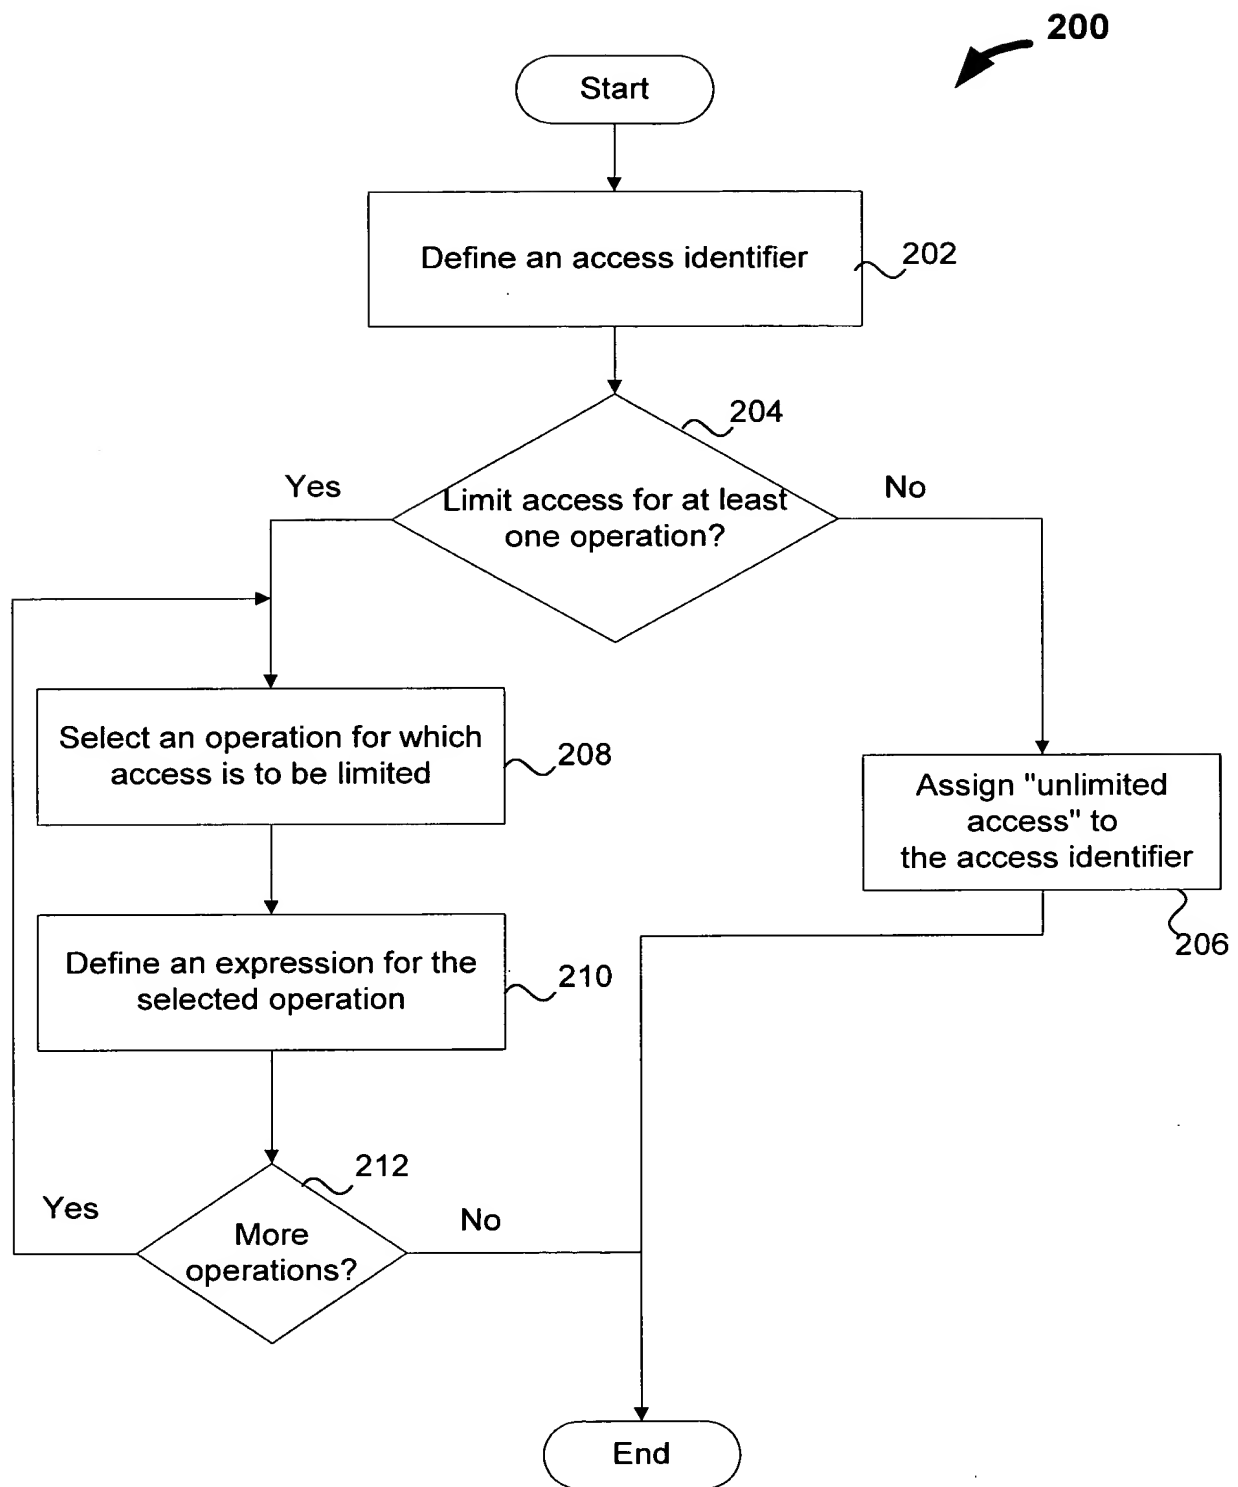 200
Start
Define an access identifier
202
204
Yes
No
Limit access for at least
one operation?
Select an operation for which
access is to be limited
208
Assign "unlimited
access" to
the access identifier
206
Define an expression for the
selected operation
210
212
Yes
No
More
operations?
End